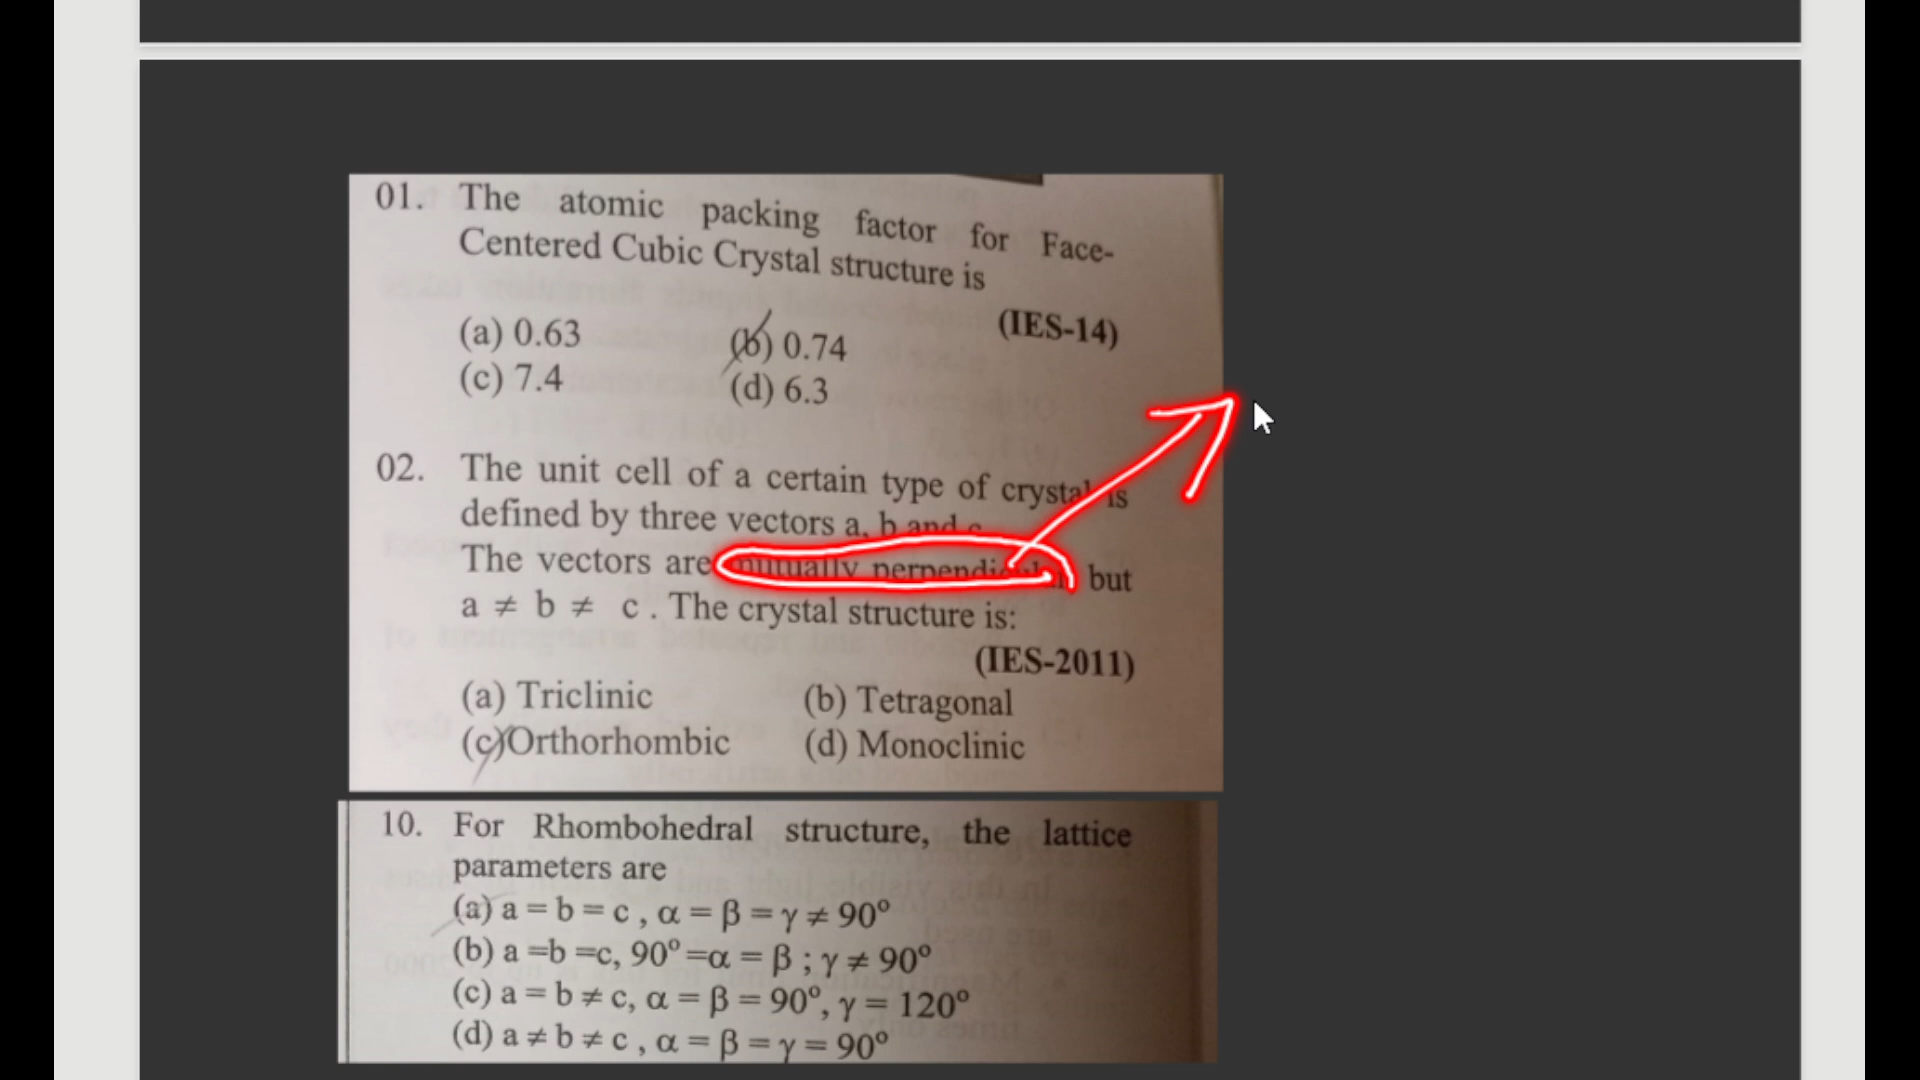 01. The atomic packing factor for Face-
Centered Cubic Crystal structure is
(IES-14)
(a) 0.63 (b) 0.74
(c) 7.4 (d) 6.3
02. The unit cell of a certain type of crystal is
defined by three vectors a, b and c
The vectors are mutually perpendicular but
a ≠ b ≠ c . The crystal structure is:
(IES-2011)
(a) Triclinic (b) Tetragonal
(c) Orthorhombic (d) Monoclinic
10. For Rhombohedral structure, the lattice
parameters are
(a) a = b = c , α = β = γ ≠ 90°
(b) a =b =c, 90° =α = β ; γ ≠ 90°
(c) a = b ≠ c, α = β = 90°, γ = 120°
(d) a ≠ b ≠ c , α = β = γ = 90°